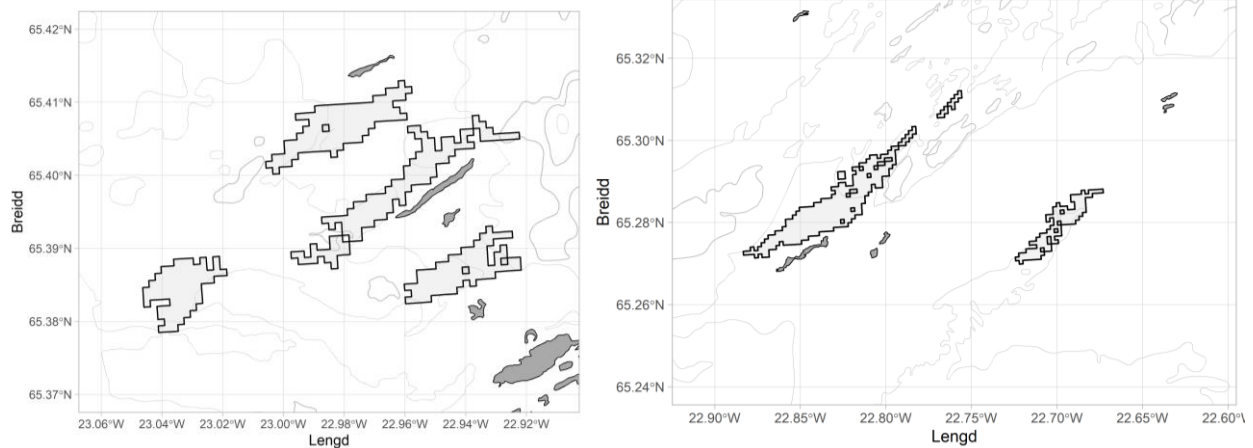 65.42°N
65.41°N
65.40°N
65.39°N
65.38°N
65.37°N
Breidd
23.06°W 23.04°W 23.02°W 23.00°W 22.98°W 22.96°W 22.94°W 22.92°W
Lengd
65.32°N
65.30°N
65.28°N
65.26°N
65.24°N
Breidd
22.90°W 22.85°W 22.80°W 22.75°W 22.70°W 22.65°W 22.60°W
Lengd